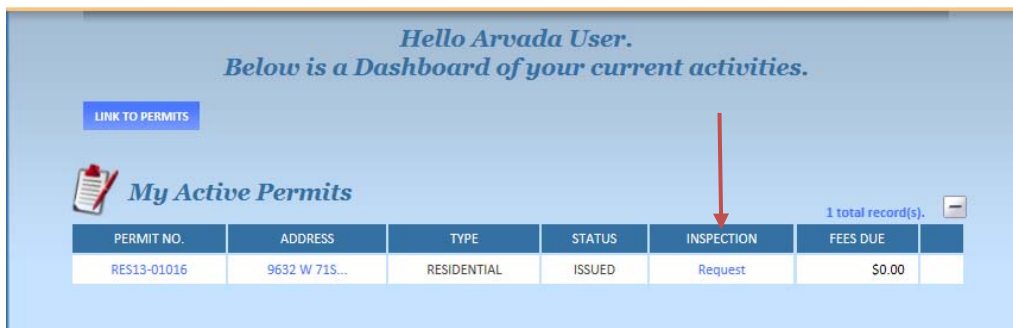 Hello Arvada User.
Below is a Dashboard of your current activities.
LINK TO PERMITS
My Active Permits
1 total record(s).
PERMIT NO. ADDRESS TYPE STATUS INSPECTION FEES DUE
RES13-01016 9632 W 71S... RESIDENTIAL ISSUED Request $0.00